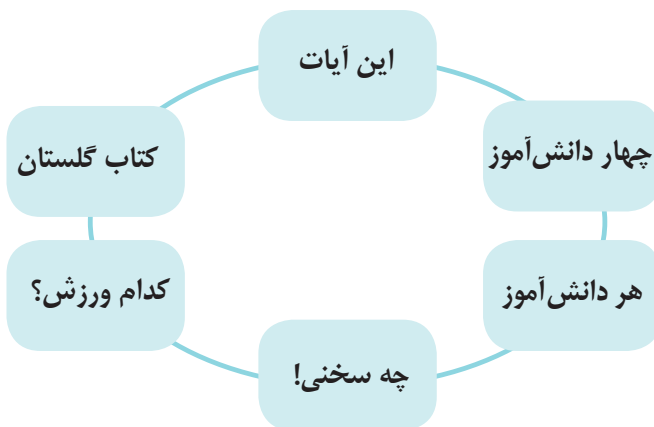 این آیات
چهار دانش‌آموز
کتاب گلستان
هر دانش‌آموز
کدام ورزش؟
چه سخنی!